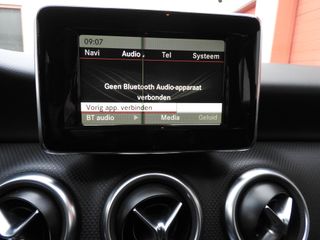 09:07
Navi Audio Tel Systeem
Geen Bluetooth Audio-apparaat
verbonden
Vorig app. verbinden
BT audio Media Geluid